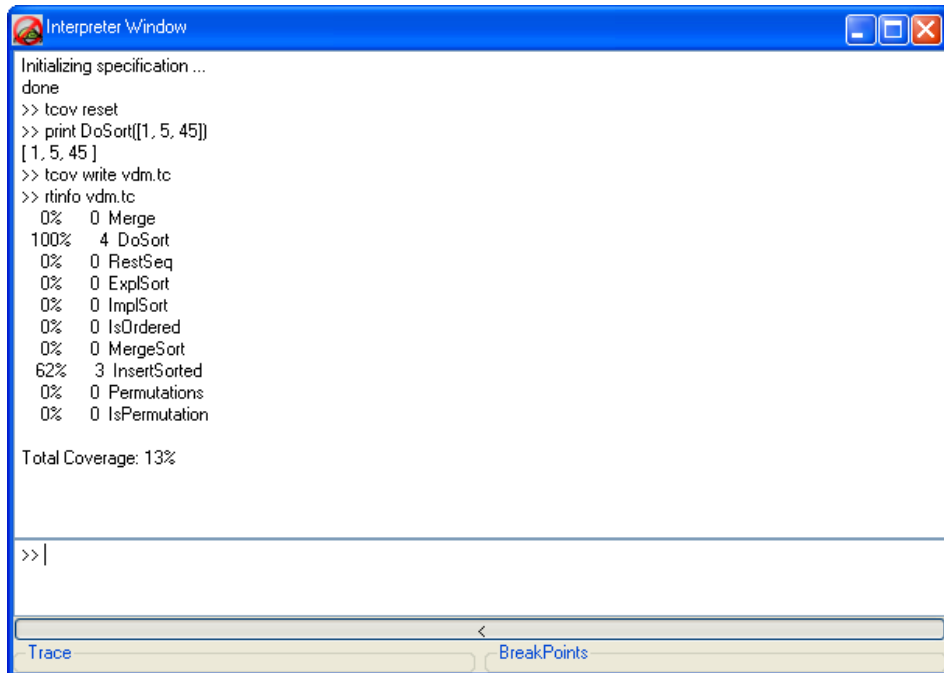 Interpreter Window
Initializing specification ...
done
>> tcov reset
>> print DoSort([1, 5, 45])
[ 1, 5, 45 ]
>> tcov write vdm.tc
>> rtinfo vdm.tc
0% 0 Merge
100% 4 DoSort
0% 0 RestSeq
0% 0 ExplSort
0% 0 ImplSort
0% 0 IsOrdered
0% 0 MergeSort
62% 3 InsertSorted
0% 0 Permutations
0% 0 IsPermutation
Total Coverage: 13%
>>
<
Trace BreakPoints